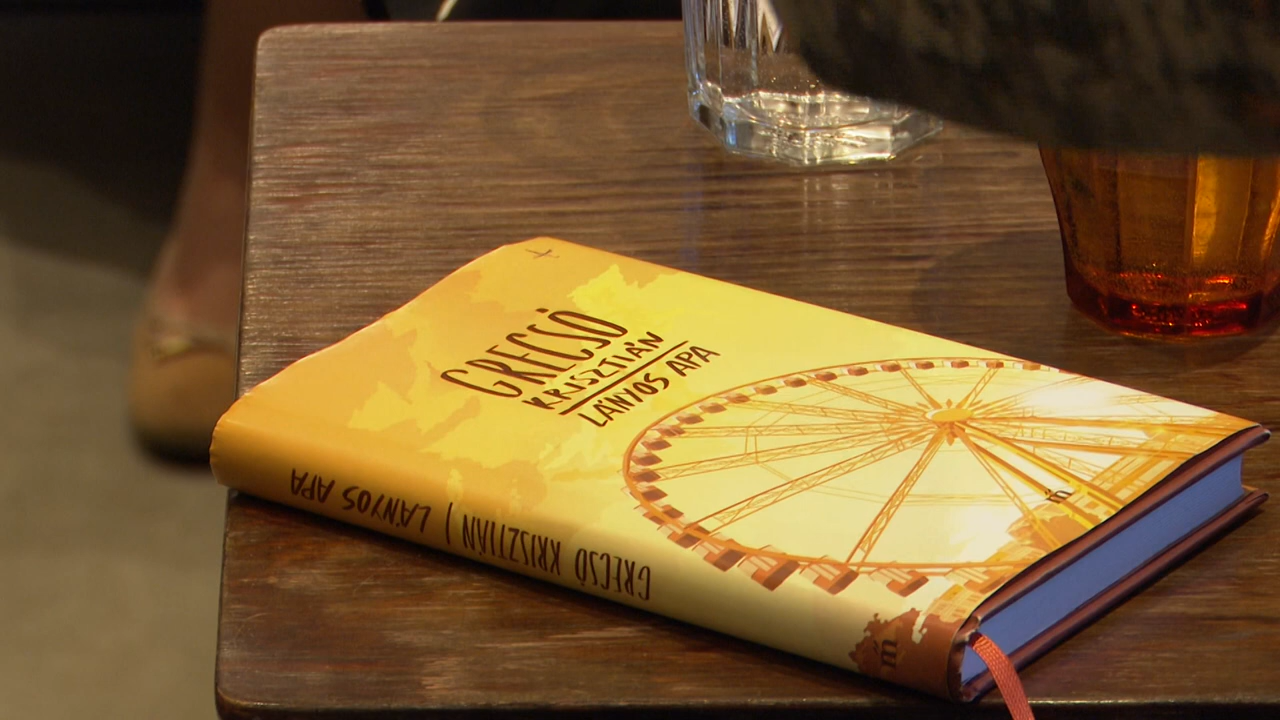 GRECSÓ
KRISZTIÁN
LÁNYOS APA
GRECSÓ KRISZTIÁN | LÁNYOS APA
m
m